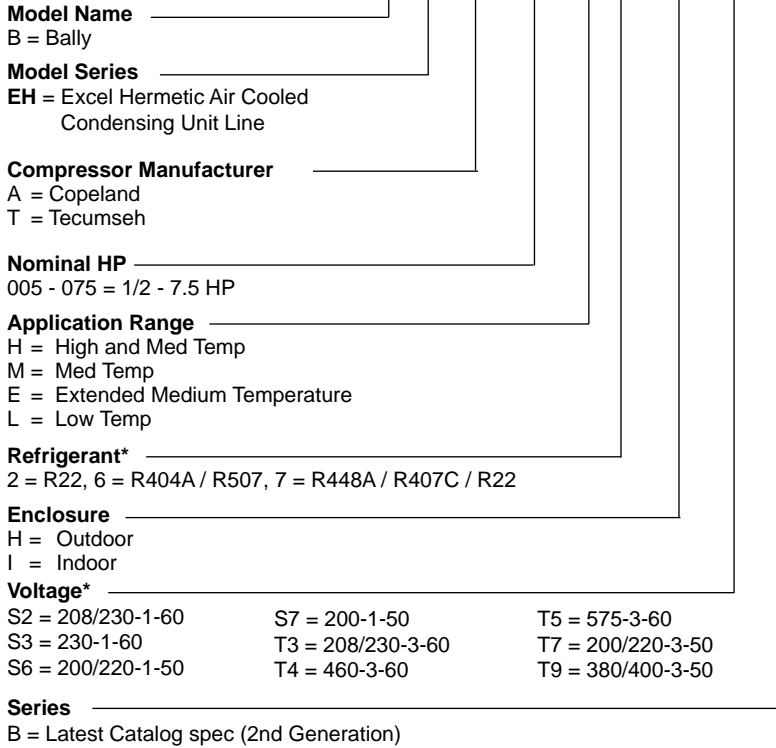 Model Name
B = Bally
Model Series
EH = Excel Hermetic Air Cooled
Condensing Unit Line
Compressor Manufacturer
A = Copeland
T = Tecumseh
Nominal HP
005 - 075 = 1/2 - 7.5 HP
Application Range
H = High and Med Temp
M = Med Temp
E = Extended Medium Temperature
L = Low Temp
Refrigerant*
2 = R22, 6 = R404A / R507, 7 = R448A / R407C / R22
Enclosure
H = Outdoor
I = Indoor
Voltage*
S2 = 208/230-1-60 S7 = 200-1-50 T5 = 575-3-60
S3 = 230-1-60 T3 = 208/230-3-60 T7 = 200/220-3-50
S6 = 200/220-1-50 T4 = 460-3-60 T9 = 380/400-3-50
Series
B = Latest Catalog spec (2nd Generation)